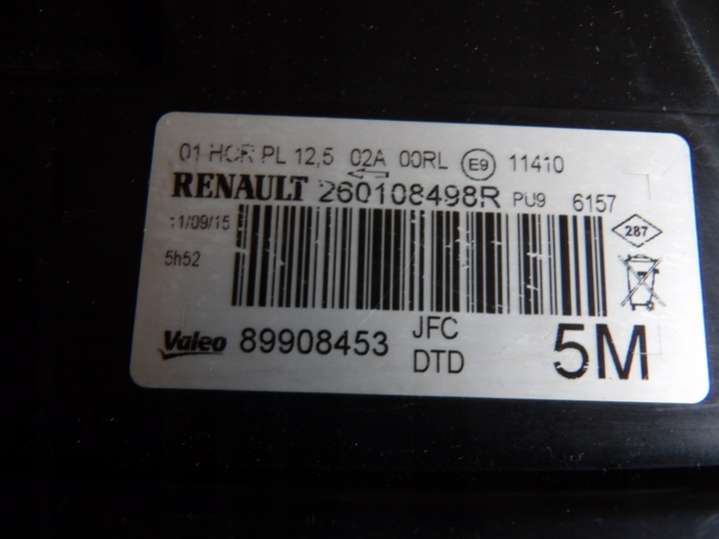 01 HCR PL 12,5 02A 00RL E9 11410
RENAULT 260108498R PU9 6157
11/09/15
287
5h52
Valeo 89908453 JFC
DTD
5M